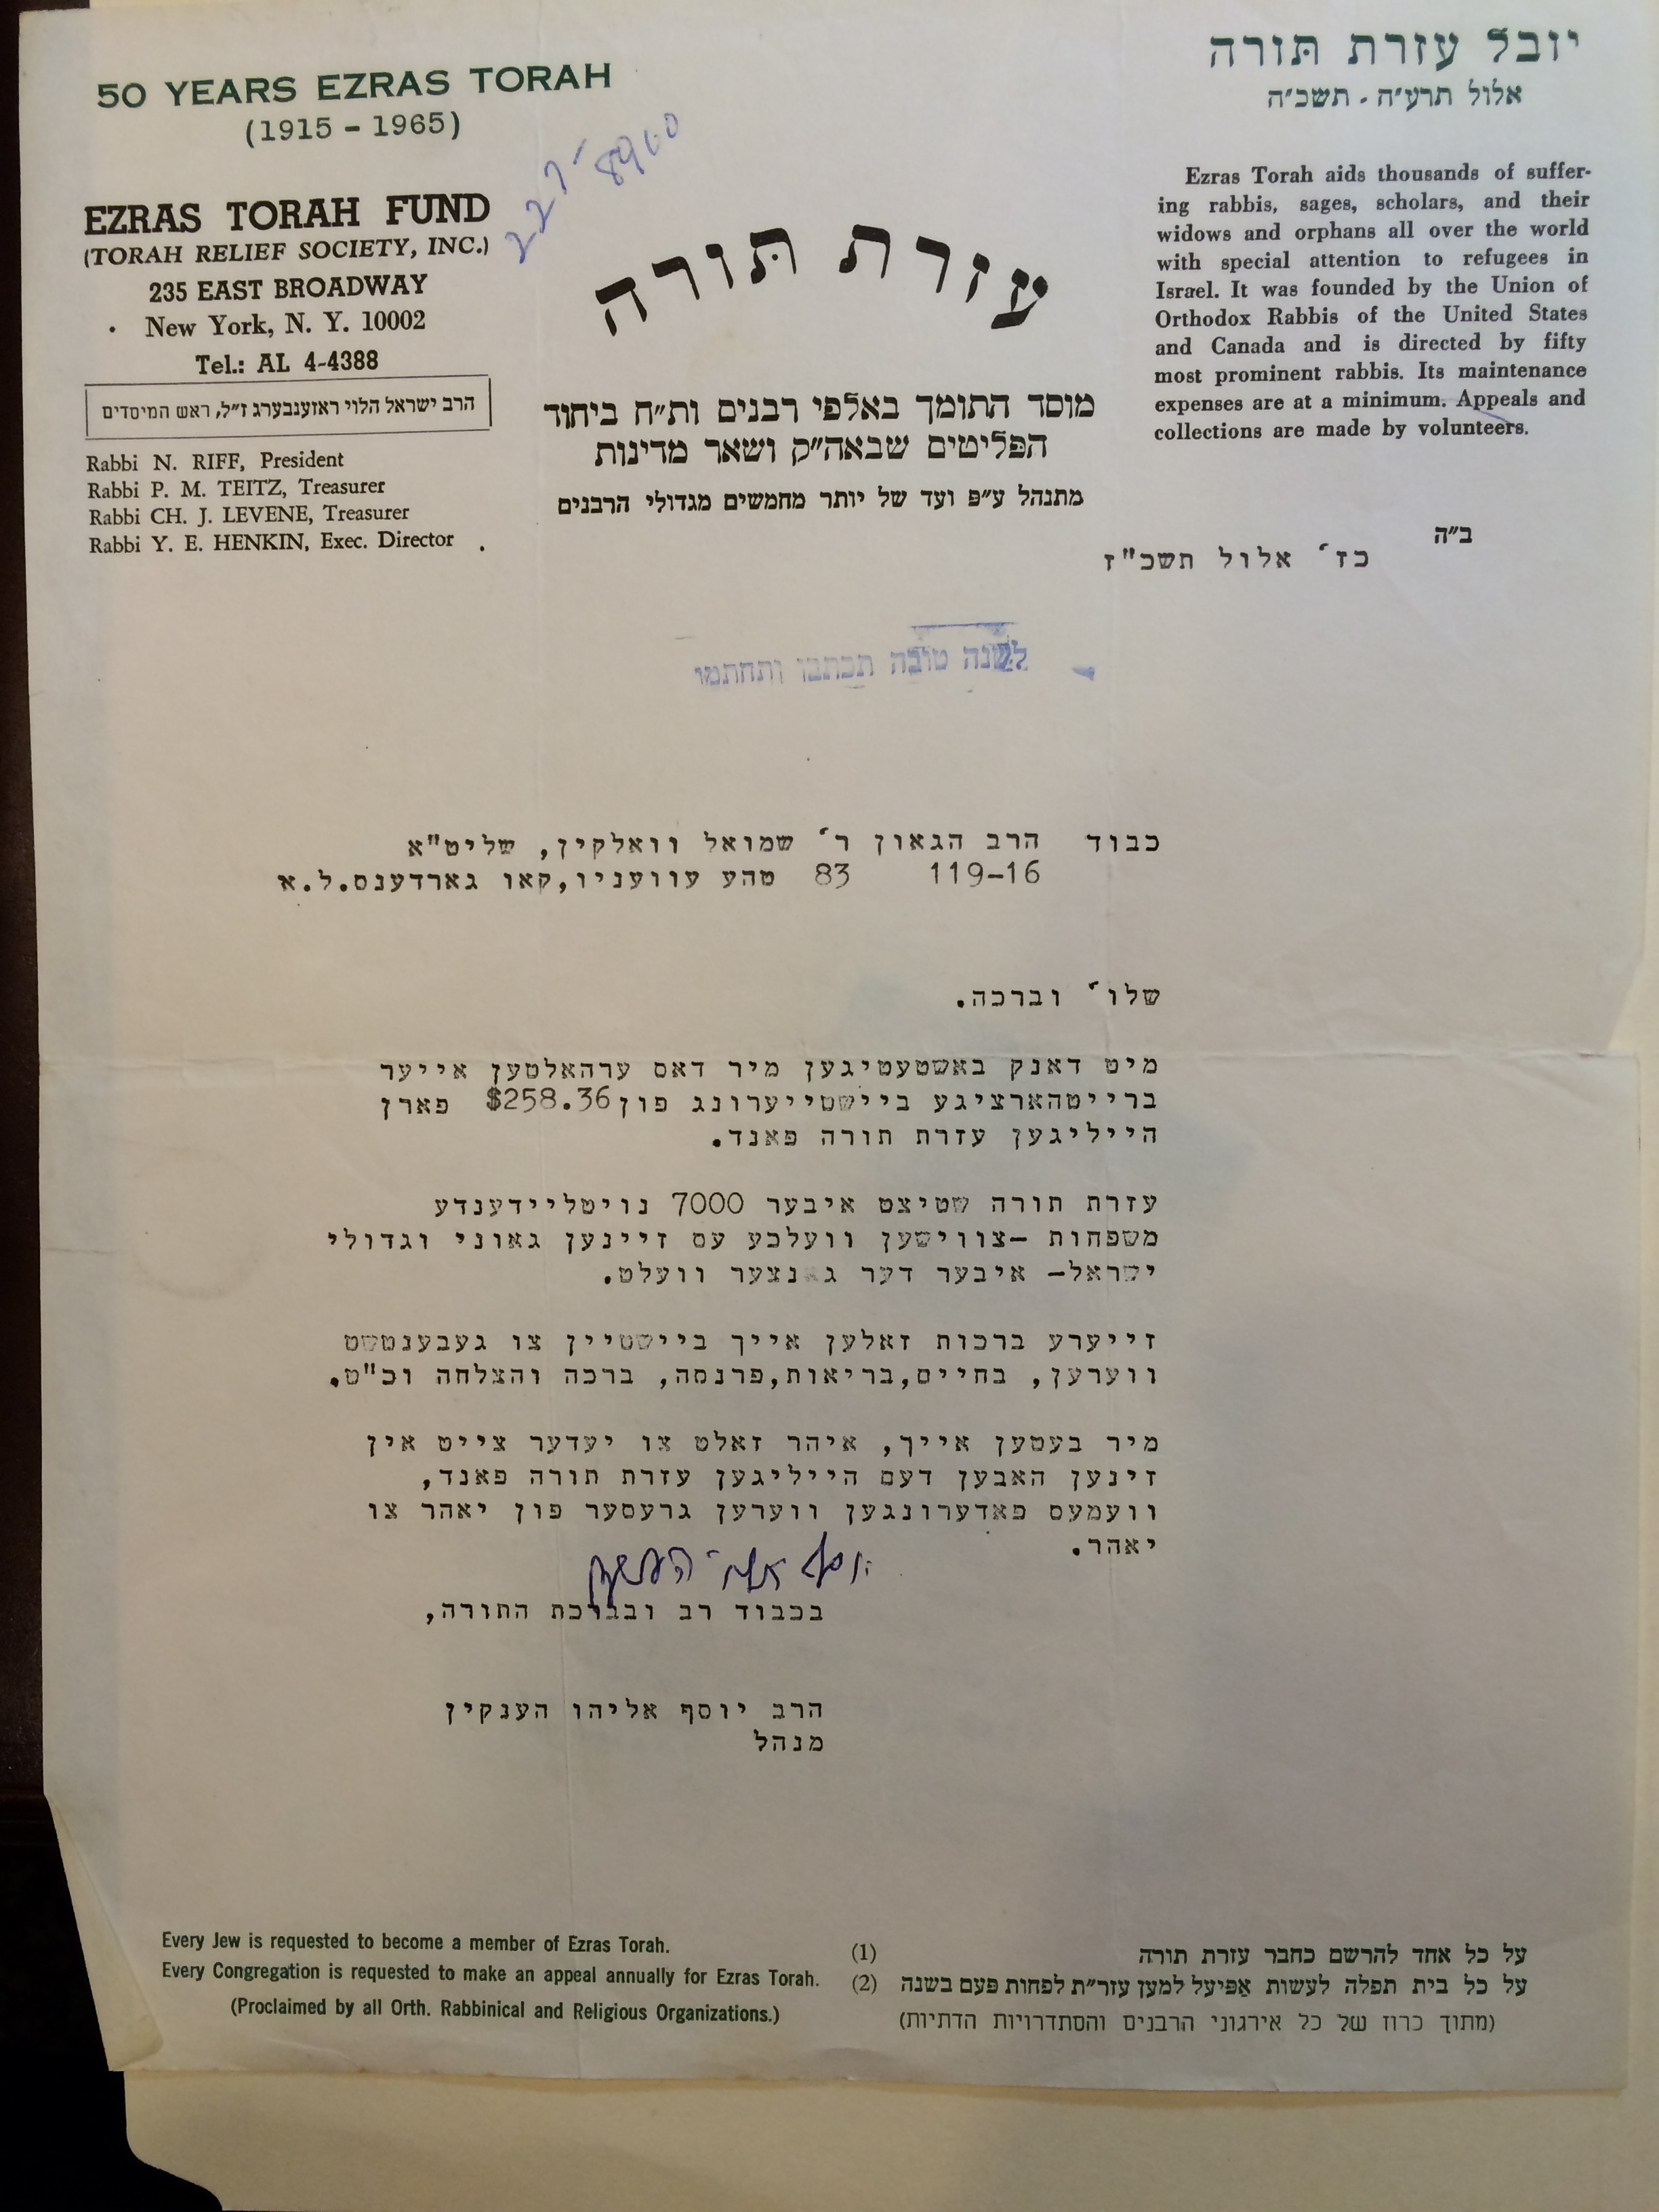 50 YEARS EZRAS TORAH
(1915 - 1965)
יובל עזרת תורה
אלול תרע״ה - תשכ״ה
227-8900
EZRAS TORAH FUND
(TORAH RELIEF SOCIETY, INC.)
235 EAST BROADWAY
New York, N. Y. 10002
Tel.: AL 4-4388
הרב ישראל הלוי ראזענבערג ז״ל, ראש המיסדים
Rabbi N. RIFF, President
Rabbi P. M. TEITZ, Treasurer
Rabbi CH. J. LEVENE, Treasurer
Rabbi Y. E. HENKIN, Exec. Director
עזרת תורה
מוסד התומך באלפי רבנים ות״ח ביחוד
הפליטים שבאה״ק ושאר מדינות
מתנהל ע״פ ועד של יותר מחמשים מגדולי הרבנים
Ezras Torah aids thousands of suffer-
ing rabbis, sages, scholars, and their
widows and orphans all over the world
with special attention to refugees in
Israel. It was founded by the Union of
Orthodox Rabbis of the United States
and Canada and is directed by fifty
most prominent rabbis. Its maintenance
expenses are at a minimum. Appeals and
collections are made by volunteers.
ב״ה
כז׳ אלול תשכ"ז
לשנה טובה תכתבו ותחתמו
כבוד הרב הגאון ר׳ שמואל וואלקין, שליט"א
119-16 83 טהע עוועניו,קאו גארדענס.ל.א
שלו׳ וברכה.
מיט דאנק באשטעטיגען מיר דאס ערהאלטען אייער
ברייטהארציגע ביישטייערונג פון $258.36 פארן
הייליגען עזרת תורה פאנד.
עזרת תורה שטיצט איבער 7000 נויטליידענדע
משפחות -צווישען וועלכע עס זיינען גאוני וגדולי
ישראל- איבער דער גאנצער וועלט.
זייערע ברכות זאלען אייך ביישטיין צו געבענטשט
ווערען, בחיים,בריאות,פרנסה, ברכה והצלחה וכ"ט.
מיר בעטען אייך, איהר זאלט צו יעדער צייט אין
זינען האבען דעם הייליגען עזרת תורה פאנד,
וועמעס פאדערונגען ווערען גרעסער פון יאהר צו
יאהר.
יוסף אלי׳ הענקין
בכבוד רב ובברכת התורה,
הרב יוסף אליהו הענקין
מנהל
Every Jew is requested to become a member of Ezras Torah.
(1) על כל אחד להרשם כחבר עזרת תורה
Every Congregation is requested to make an appeal annually for Ezras Torah.
(2) על כל בית תפלה לעשות אפיעל למען עזר״ת לפחות פעם בשנה
(Proclaimed by all Orth. Rabbinical and Religious Organizations.)
(מתוך כרוז של כל אירגוני הרבנים והסתדרויות הדתיות)